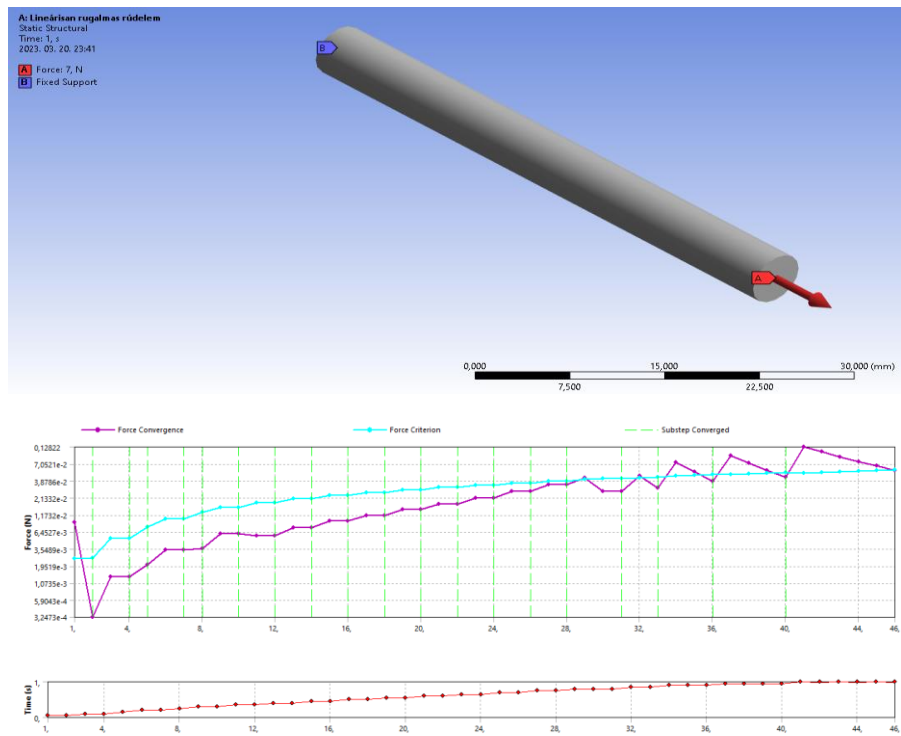 A: Lineárisan rugalmas rúdelem
Static Structural
Time: 1, s
2023. 03. 20. 23:41
A Force: 7, N
B Fixed Support
B
A
0,000 15,000 30,000 (mm)
7,500 22,500
Force Convergence Force Criterion Substep Converged
Force (N)
0,12822
7,0521e-2
3,8786e-2
2,1332e-2
1,1732e-2
6,4527e-3
3,5489e-3
1,9519e-3
1,0735e-3
5,9043e-4
3,2473e-4
1, 4, 8, 12, 16, 20, 24, 28, 32, 36, 40, 44, 46,
Time (s)
1,
0,
1, 4, 8, 12, 16, 20, 24, 28, 32, 36, 40, 44, 46,